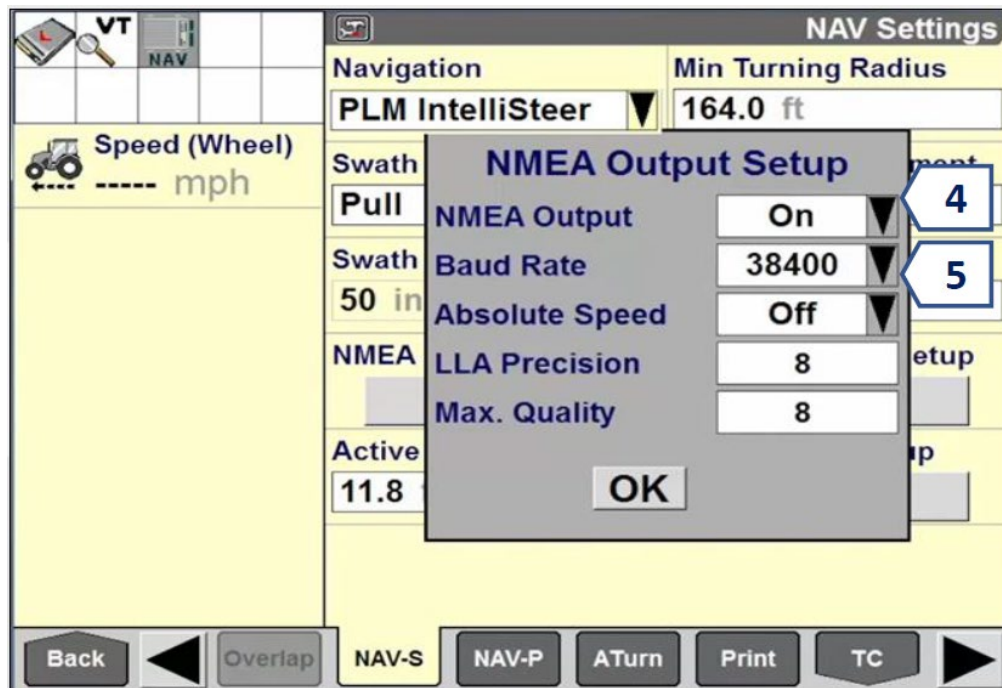 VT
NAV
NAV Settings
Speed (Wheel)
----- mph
Navigation
Min Turning Radius
PLM IntelliSteer
164.0 ft
Swath
Pull
Swath
50 in
NMEA
etup
Active
up
11.8
NMEA Output Setup
NMEA Output On
4
Baud Rate 38400
5
Absolute Speed Off
LLA Precision 8
Max. Quality 8
OK
Back
Overlap
NAV-S
NAV-P
ATurn
Print
TC